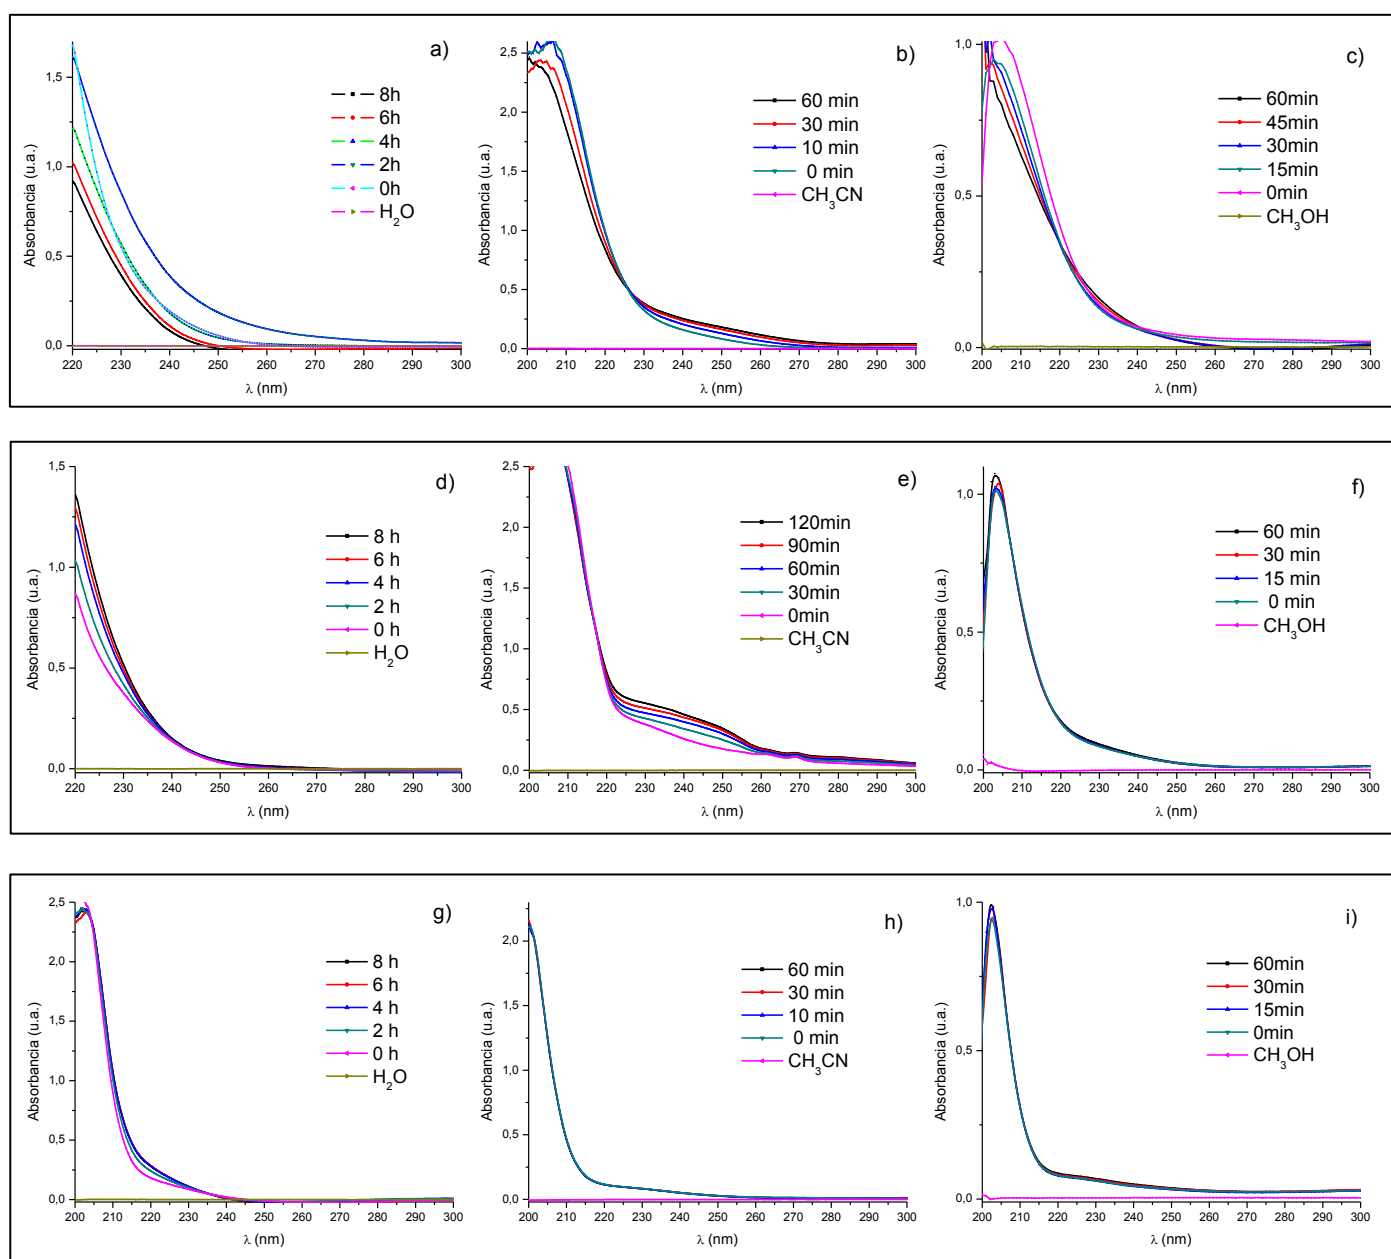 a)
1,5
1,0
0,5
0,0
Absorbancia (u.a.)
8h
6h
4h
2h
0h
H2O
220 230 240 250 260 270 280 290 300
λ (nm)
b)
2,5
2,0
1,5
1,0
0,5
0,0
Absorbancia (u.a.)
60 min
30 min
10 min
0 min
CH3CN
200 210 220 230 240 250 260 270 280 290 300
λ (nm)
c)
1,0
0,5
0,0
Absorbancia (u.a.)
60min
45min
30min
15min
0min
CH3OH
200 210 220 230 240 250 260 270 280 290 300
λ (nm)
d)
1,5
1,0
0,5
0,0
Absorbancia (u.a.)
8 h
6 h
4 h
2 h
0 h
H2O
220 230 240 250 260 270 280 290 300
λ (nm)
e)
2,5
2,0
1,5
1,0
0,5
0,0
Absorbancia (u.a.)
120min
90min
60min
30min
0min
CH3CN
200 210 220 230 240 250 260 270 280 290 300
λ (nm)
f)
1,0
0,5
0,0
Absorbancia (u.a.)
60 min
30 min
15 min
0 min
CH3OH
200 210 220 230 240 250 260 270 280 290 300
λ (nm)
g)
2,5
2,0
1,5
1,0
0,5
0,0
Absorbancia (u.a.)
8 h
6 h
4 h
2 h
0 h
H2O
200 210 220 230 240 250 260 270 280 290 300
λ (nm)
h)
2,0
1,5
1,0
0,5
0,0
Absorbancia (u.a.)
60 min
30 min
10 min
0 min
CH3CN
200 210 220 230 240 250 260 270 280 290 300
λ (nm)
i)
1,0
0,5
0,0
Absorbancia (u.a.)
60min
30min
15min
0min
CH3OH
200 210 220 230 240 250 260 270 280 290 300
λ (nm)